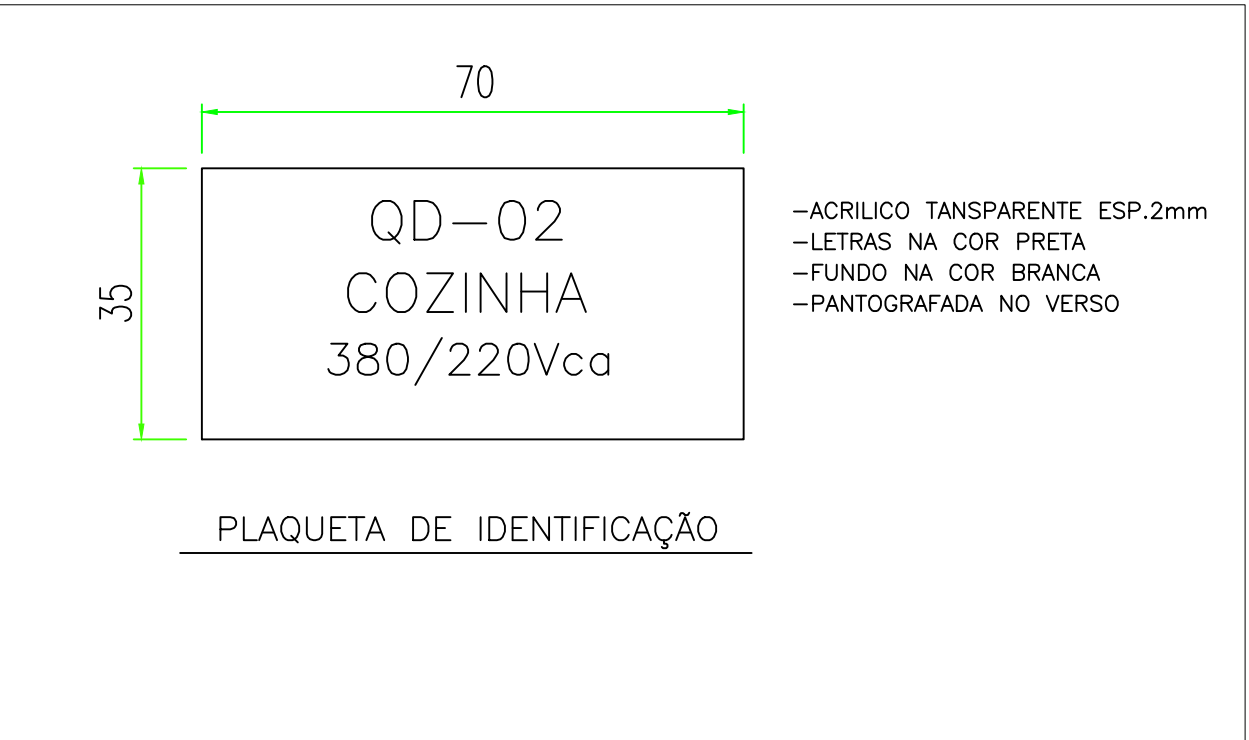 70
35
QD-02
COZINHA
380/220Vca
-ACRILICO TANSPARENTE ESP.2mm
-LETRAS NA COR PRETA
-FUNDO NA COR BRANCA
-PANTOGRAFADA NO VERSO
PLAQUETA DE IDENTIFICAÇÃO